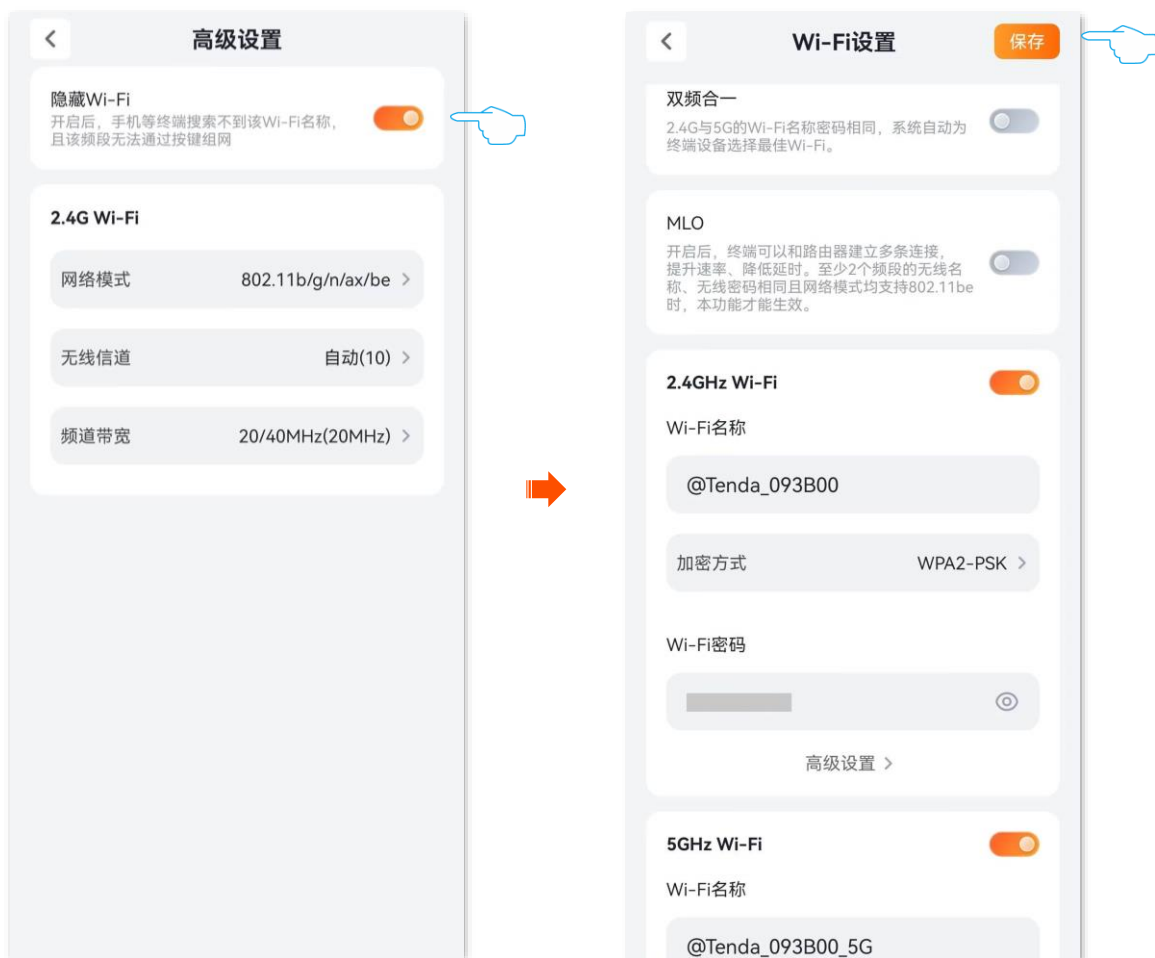 高级设置
隐藏Wi-Fi
开启后，手机等终端搜索不到该Wi-Fi名称，
且该频段无法通过按键组网
2.4G Wi-Fi
网络模式 802.11b/g/n/ax/be
无线信道 自动(10)
频道带宽 20/40MHz(20MHz)
Wi-Fi设置 保存
双频合一
2.4G与5G的Wi-Fi名称密码相同，系统自动为
终端设备选择最佳Wi-Fi。
MLO
开启后，终端可以和路由器建立多条连接，
提升速率、降低延时。至少2个频段的无线名
称、无线密码相同且网络模式均支持802.11be
时，本功能才能生效。
2.4GHz Wi-Fi
Wi-Fi名称
@Tenda_093B00
加密方式 WPA2-PSK
Wi-Fi密码
高级设置
5GHz Wi-Fi
Wi-Fi名称
@Tenda_093B00_5G